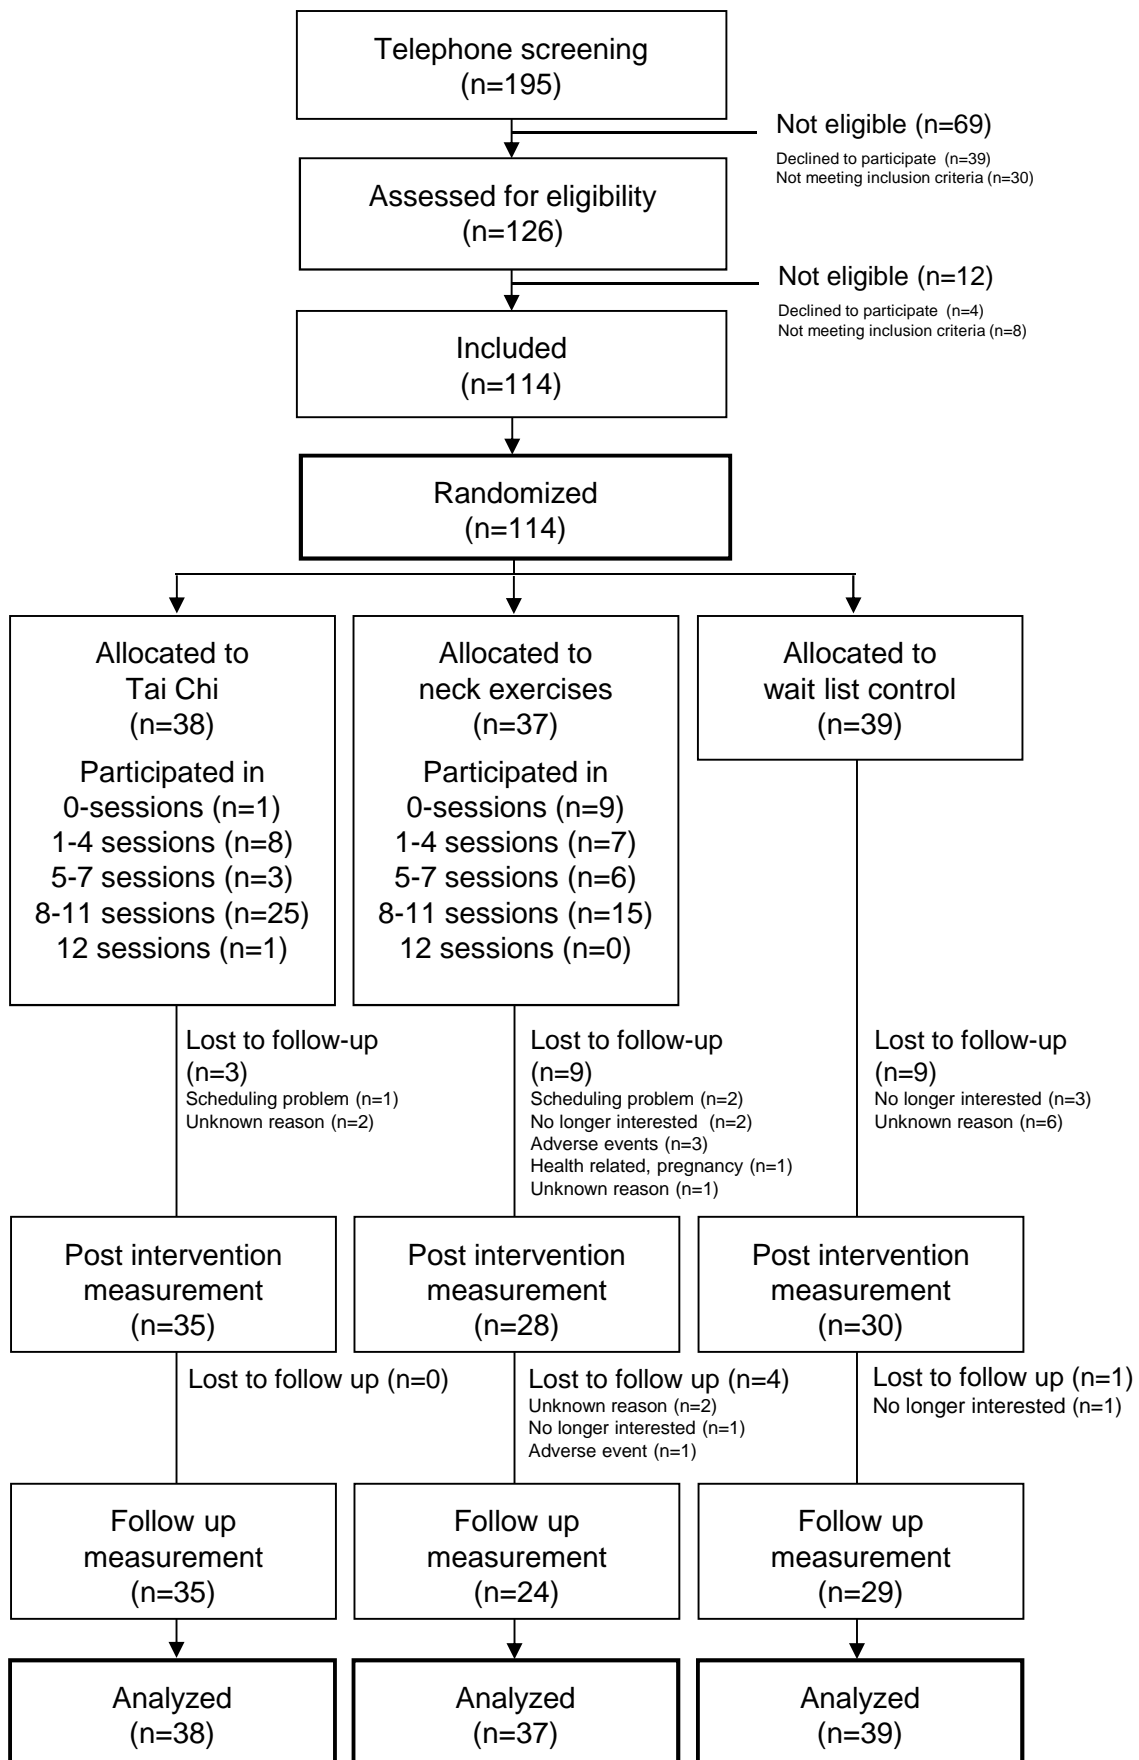 Telephone screening
(n=195)
Not eligible (n=69)
Declined to participate (n=39)
Not meeting inclusion criteria (n=30)
Assessed for eligibility
(n=126)
Not eligible (n=12)
Declined to participate (n=4)
Not meeting inclusion criteria (n=8)
Included
(n=114)
Randomized
(n=114)
Allocated to
Tai Chi
(n=38)
Participated in
0-sessions (n=1)
1-4 sessions (n=8)
5-7 sessions (n=3)
8-11 sessions (n=25)
12 sessions (n=1)
Allocated to
neck exercises
(n=37)
Participated in
0-sessions (n=9)
1-4 sessions (n=7)
5-7 sessions (n=6)
8-11 sessions (n=15)
12 sessions (n=0)
Allocated to
wait list control
(n=39)
Lost to follow-up
(n=3)
Scheduling problem (n=1)
Unknown reason (n=2)
Lost to follow-up
(n=9)
Scheduling problem (n=2)
No longer interested (n=2)
Adverse events (n=3)
Health related, pregnancy (n=1)
Unknown reason (n=1)
Lost to follow-up
(n=9)
No longer interested (n=3)
Unknown reason (n=6)
Post intervention
measurement
(n=35)
Post intervention
measurement
(n=28)
Post intervention
measurement
(n=30)
Lost to follow up (n=0)
Lost to follow up (n=4)
Unknown reason (n=2)
No longer interested (n=1)
Adverse event (n=1)
Lost to follow up (n=1)
No longer interested (n=1)
Follow up
measurement
(n=35)
Follow up
measurement
(n=24)
Follow up
measurement
(n=29)
Analyzed
(n=38)
Analyzed
(n=37)
Analyzed
(n=39)